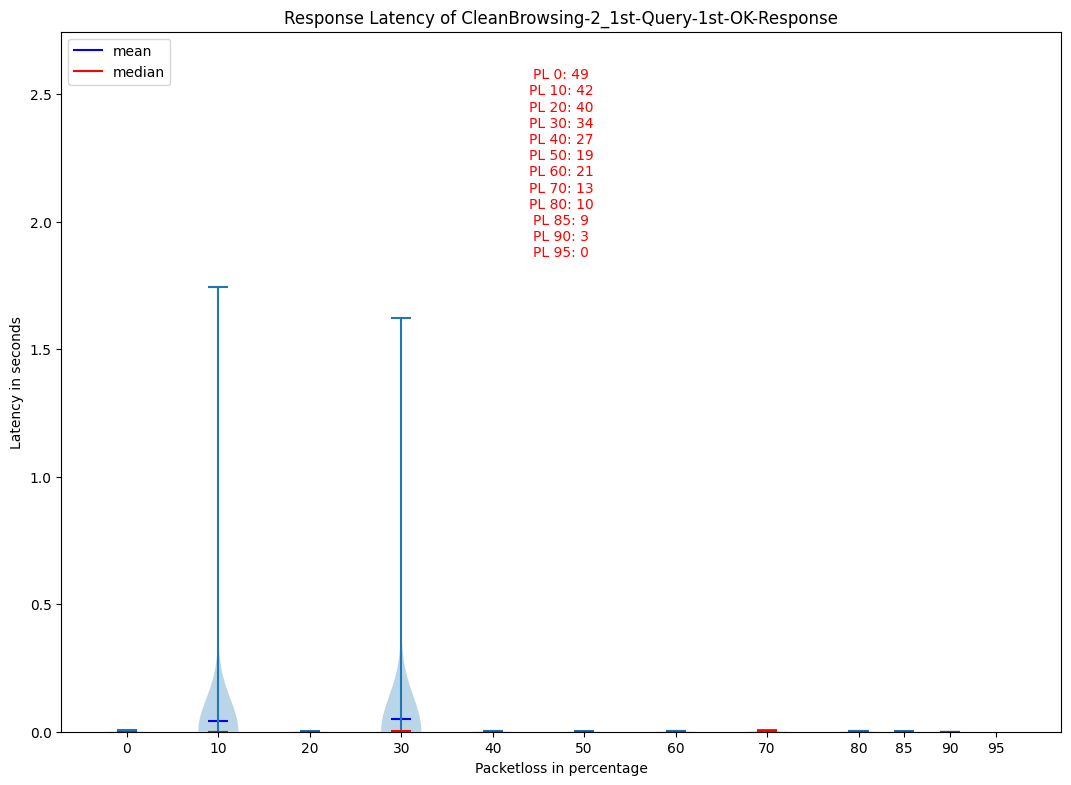 Response Latency of CleanBrowsing-2_1st-Query-1st-OK-Response
mean
median
PL 0: 49
PL 10: 42
PL 20: 40
PL 30: 34
PL 40: 27
PL 50: 19
PL 60: 21
PL 70: 13
PL 80: 10
PL 85: 9
PL 90: 3
PL 95: 0
Latency in seconds
2.5
2.0
1.5
1.0
0.5
0.0
0 10 20 30 40 50 60 70 80 85 90 95
Packetloss in percentage